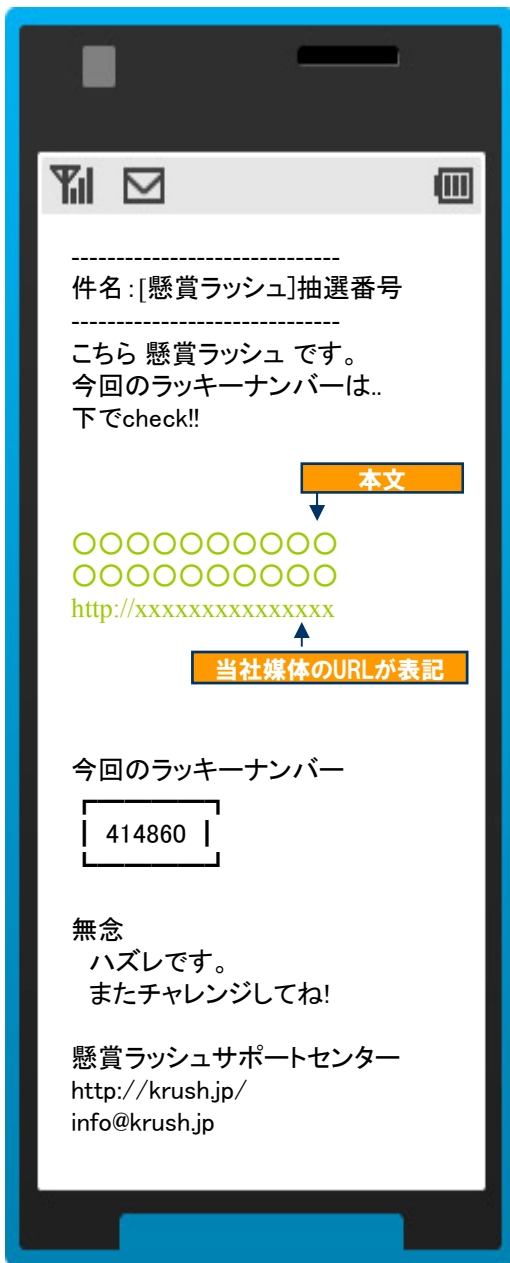 ------------------------------
件名:[懸賞ラッシュ]抽選番号
------------------------------
こちら 懸賞ラッシュ です。
今回のラッキーナンバーは..
下でcheck!!
本文
〇〇〇〇〇〇〇〇〇〇
〇〇〇〇〇〇〇〇〇〇
http://xxxxxxxxxxxxxxx
当社媒体のURLが表記
今回のラッキーナンバー
414860
無念
ハズレです。
またチャレンジしてね!
懸賞ラッシュサポートセンター
http://krush.jp/
info@krush.jp